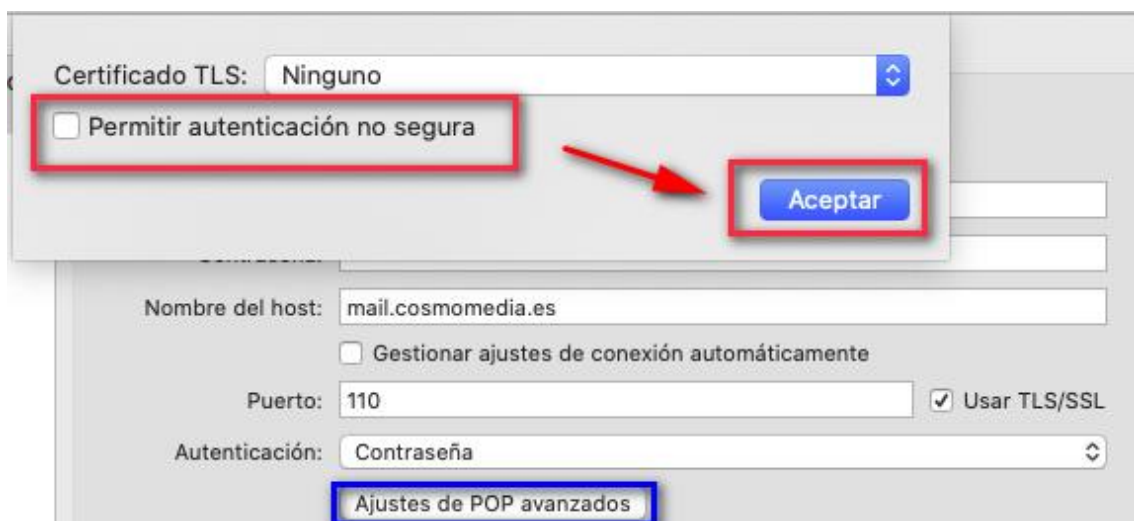 Certificado TLS: Ninguno
Permitir autenticación no segura
Aceptar
Nombre del host: mail.cosmomedia.es
Gestionar ajustes de conexión automáticamente
Puerto: 110 Usar TLS/SSL
Autenticación: Contraseña
Ajustes de POP avanzados